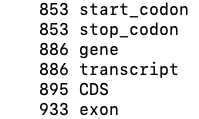 853 start_codon
853 stop_codon
886 gene
886 transcript
895 CDS
933 exon